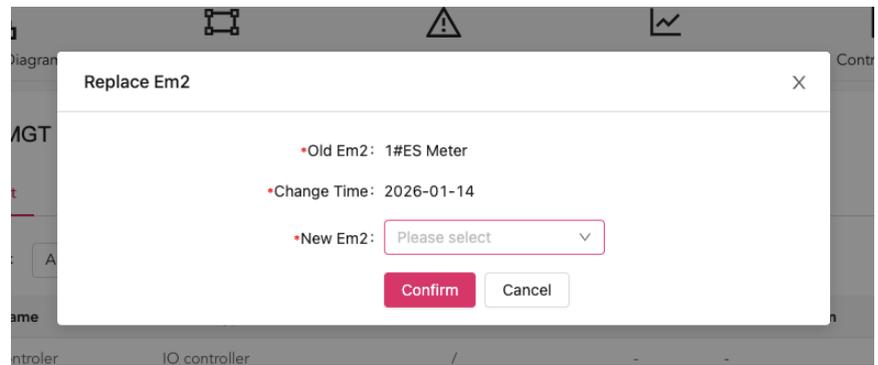 Diagram
Contr
Replace Em2
MGT
*Old Em2: 1#ES Meter
*Change Time: 2026-01-14
*New Em2: Please select
Confirm Cancel
ame
ntroler IO controller / - -